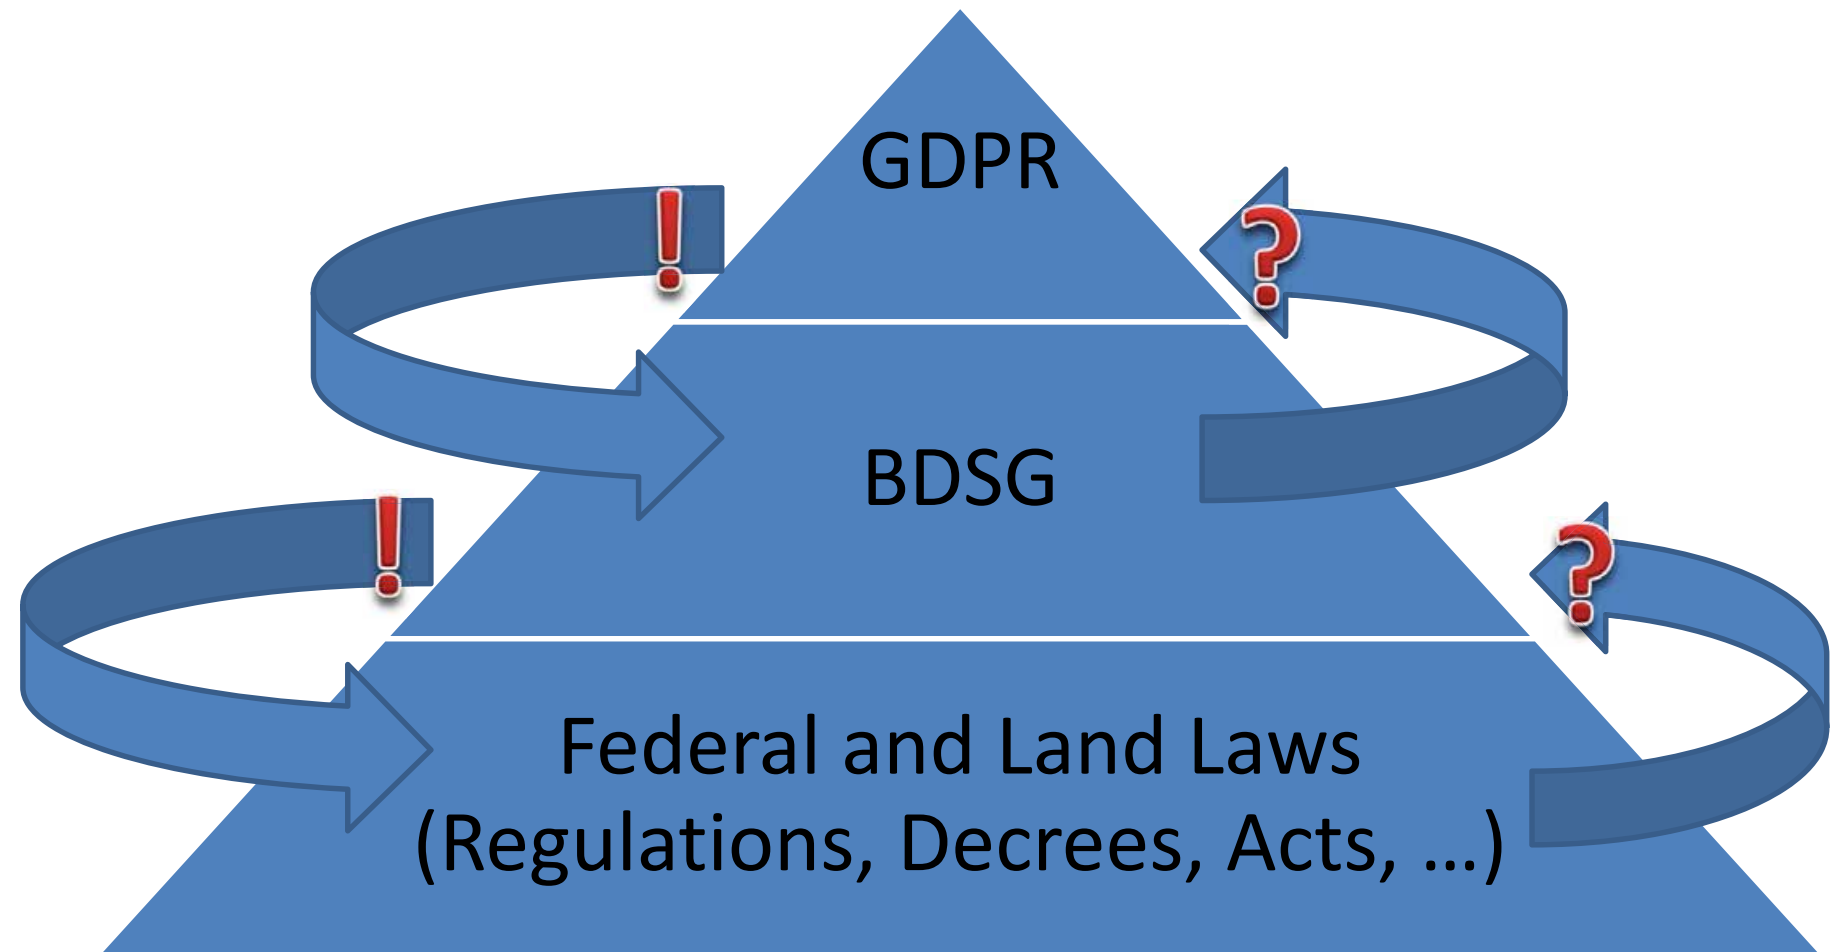 GDPR
!
?
BDSG
!
?
Federal and Land Laws
(Regulations, Decrees, Acts, …)